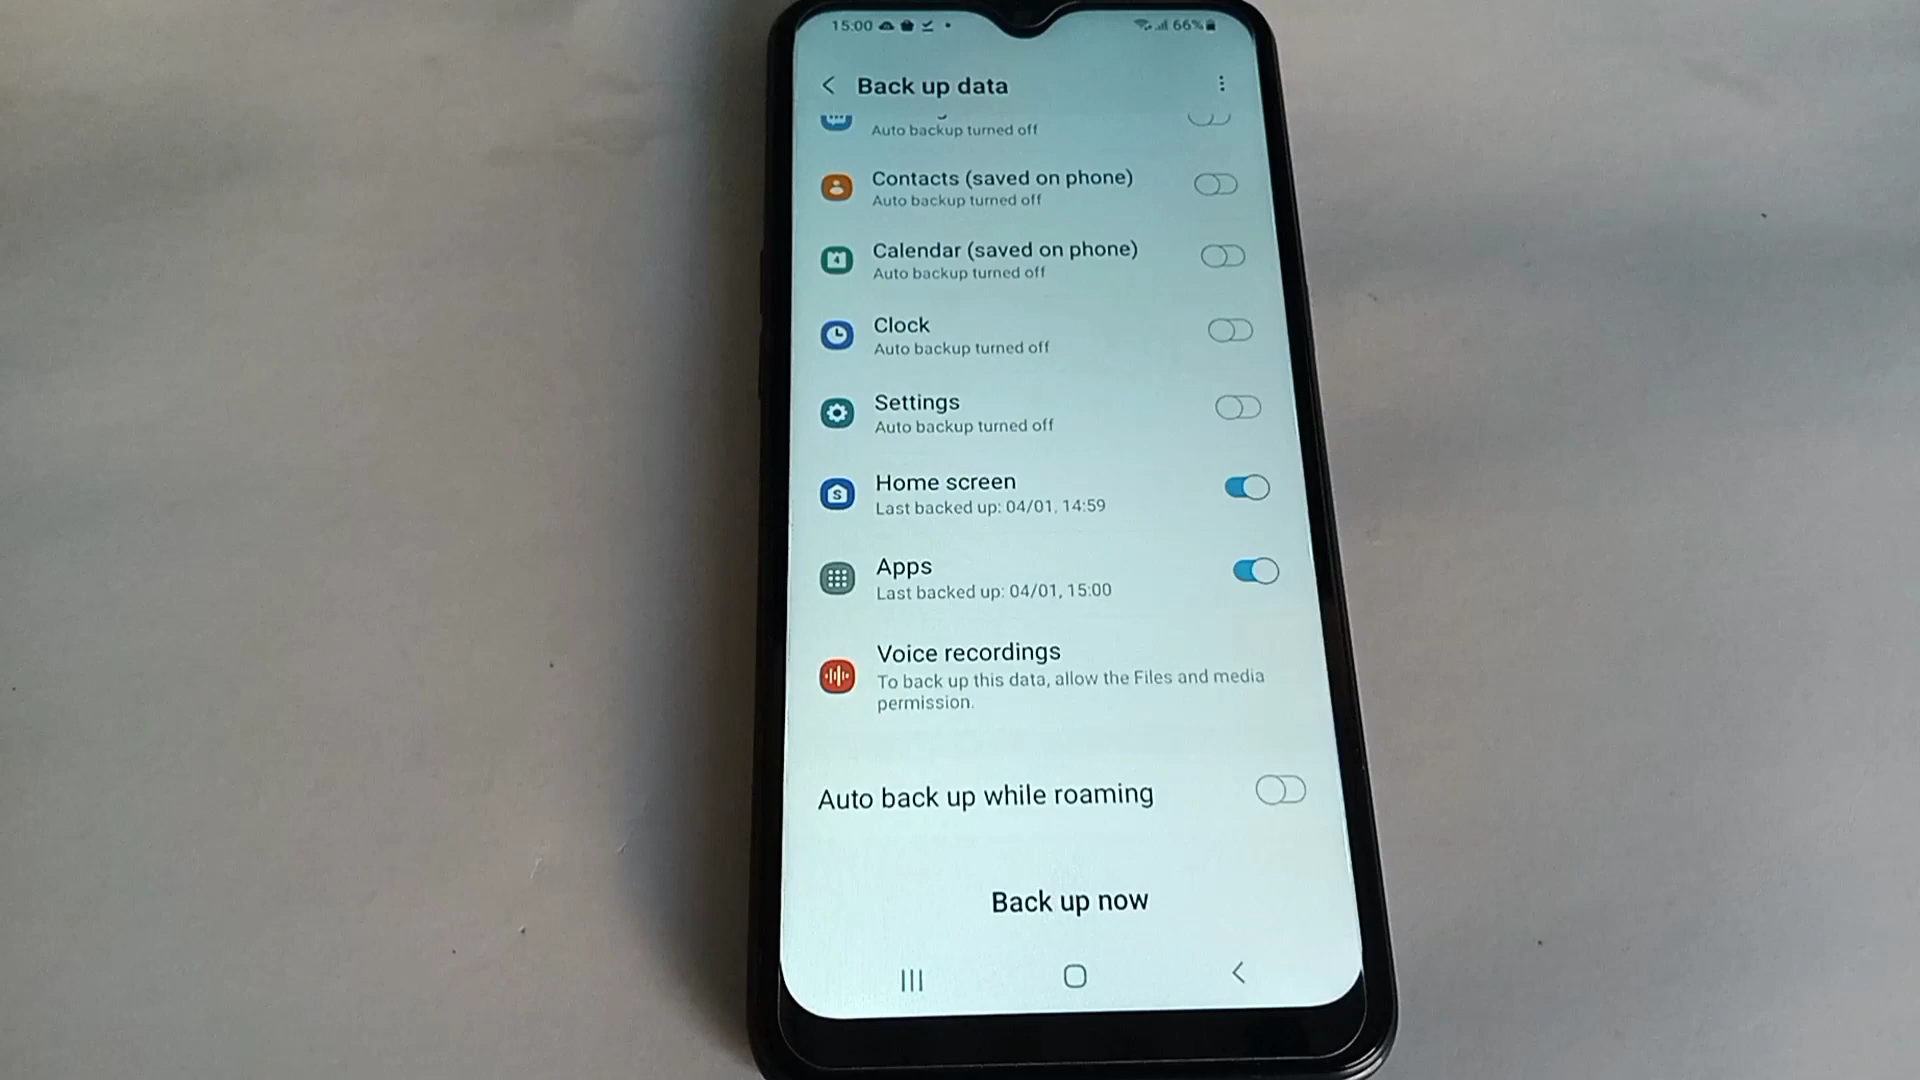 15:00
66%
Back up data
Auto backup turned off
Contacts (saved on phone)
Auto backup turned off
Calendar (saved on phone)
Auto backup turned off
Clock
Auto backup turned off
Settings
Auto backup turned off
Home screen
Last backed up: 04/01, 14:59
Apps
Last backed up: 04/01, 15:00
Voice recordings
To back up this data, allow the Files and media
permission.
Auto back up while roaming
Back up now